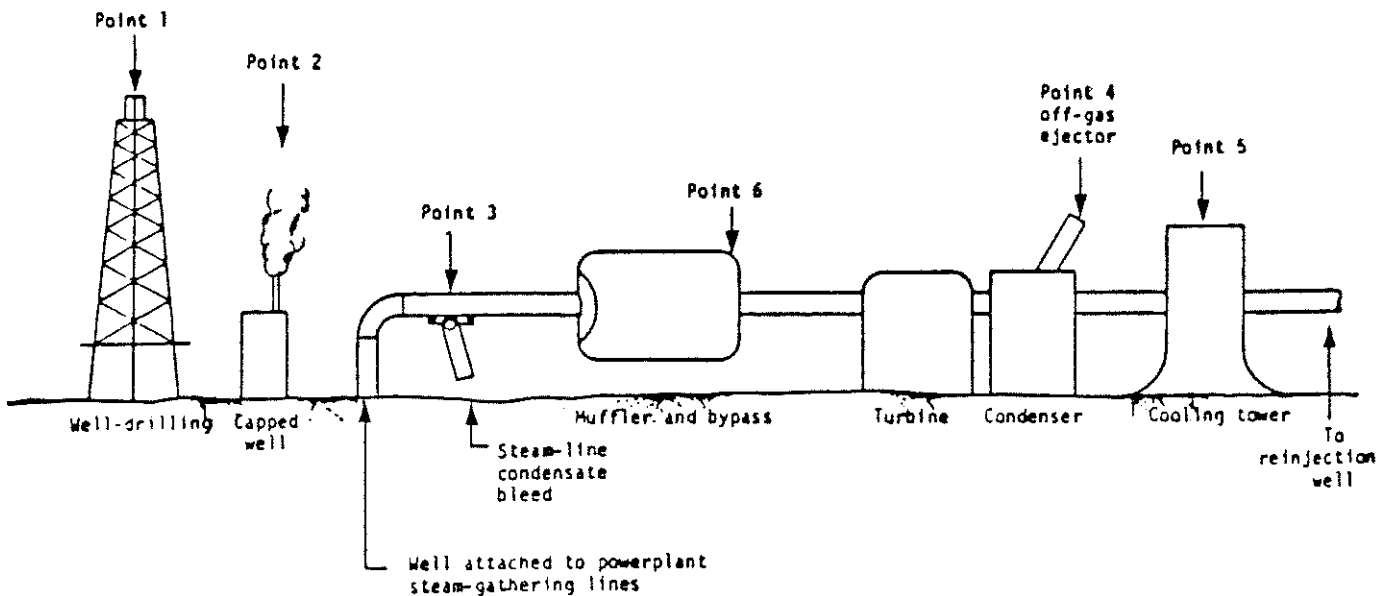 Point 1
Point 2
Point 3
Point 6
Point 4
off-gas
ejector
Point 5
Well-drilling
Capped
well
Muffler and bypass
Turbine
Condenser
Cooling tower
Steam-line
condensate
bleed
To
reinjection
well
Well attached to powerplant
steam-gathering lines